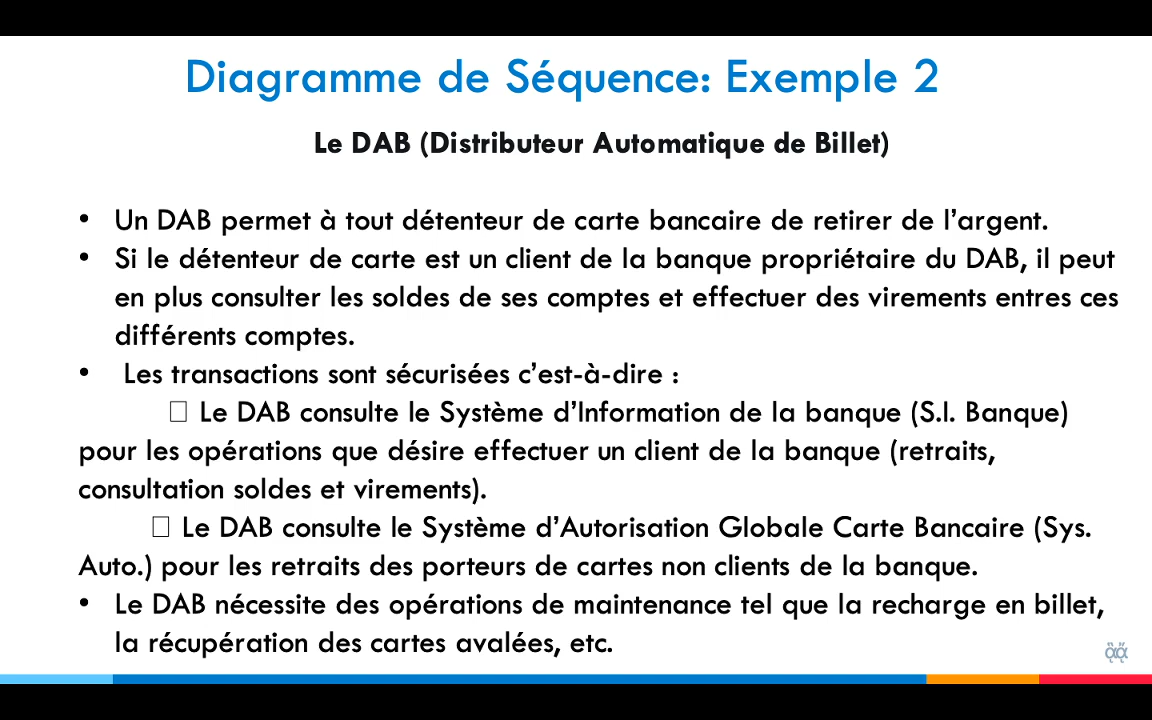 Diagramme de Séquence: Exemple 2
Le DAB (Distributeur Automatique de Billet)
• Un DAB permet à tout détenteur de carte bancaire de retirer de l’argent.
• Si le détenteur de carte est un client de la banque propriétaire du DAB, il peut
en plus consulter les soldes de ses comptes et effectuer des virements entres ces
différents comptes.
• Les transactions sont sécurisées c’est-à-dire :
□ Le DAB consulte le Système d’Information de la banque (S.I. Banque)
pour les opérations que désire effectuer un client de la banque (retraits,
consultation soldes et virements).
□ Le DAB consulte le Système d’Autorisation Globale Carte Bancaire (Sys.
Auto.) pour les retraits des porteurs de cartes non clients de la banque.
• Le DAB nécessite des opérations de maintenance tel que la recharge en billet,
la récupération des cartes avalées, etc.